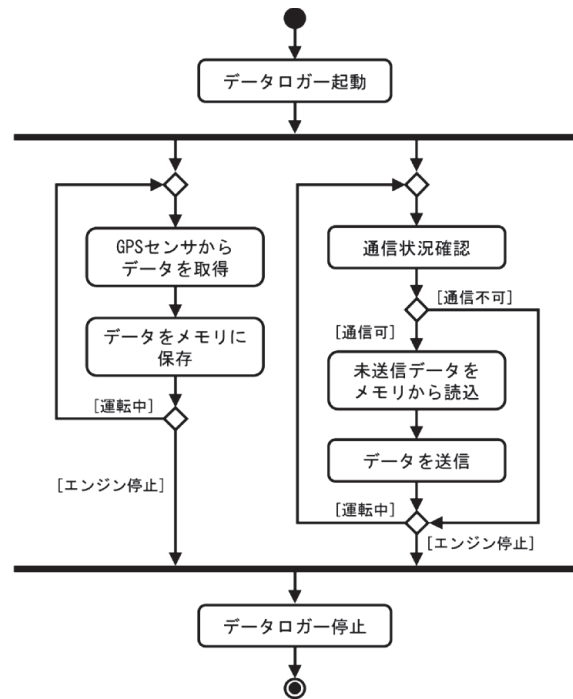 データロガー起動
GPSセンサから
データを取得
データをメモリに
保存
[運転中]
[エンジン停止]
通信状況確認
[通信不可]
[通信可]
未送信データを
メモリから読込
データを送信
[運転中]
[エンジン停止]
データロガー停止